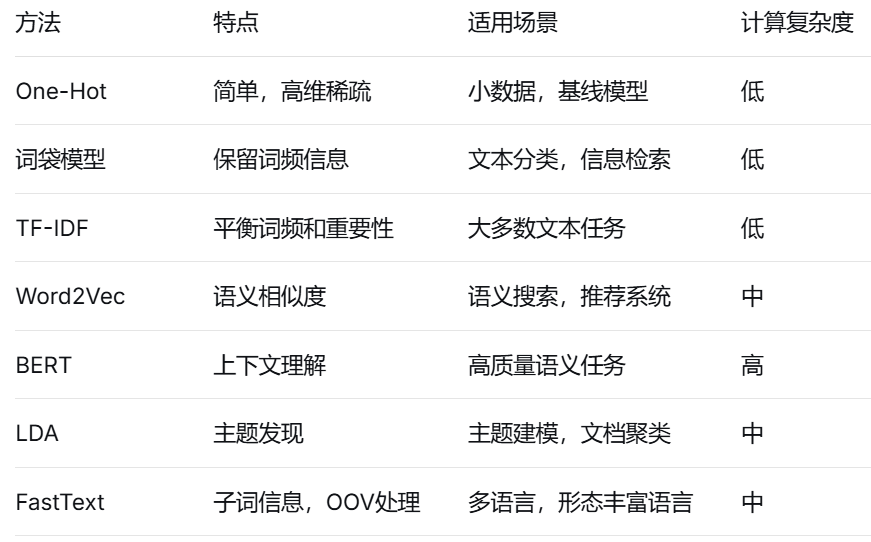 方法 特点 适用场景 计算复杂度
One-Hot 简单，高维稀疏 小数据，基线模型 低
词袋模型 保留词频信息 文本分类，信息检索 低
TF-IDF 平衡词频和重要性 大多数文本任务 低
Word2Vec 语义相似度 语义搜索，推荐系统 中
BERT 上下文理解 高质量语义任务 高
LDA 主题发现 主题建模，文档聚类 中
FastText 子词信息，OOV处理 多语言，形态丰富语言 中